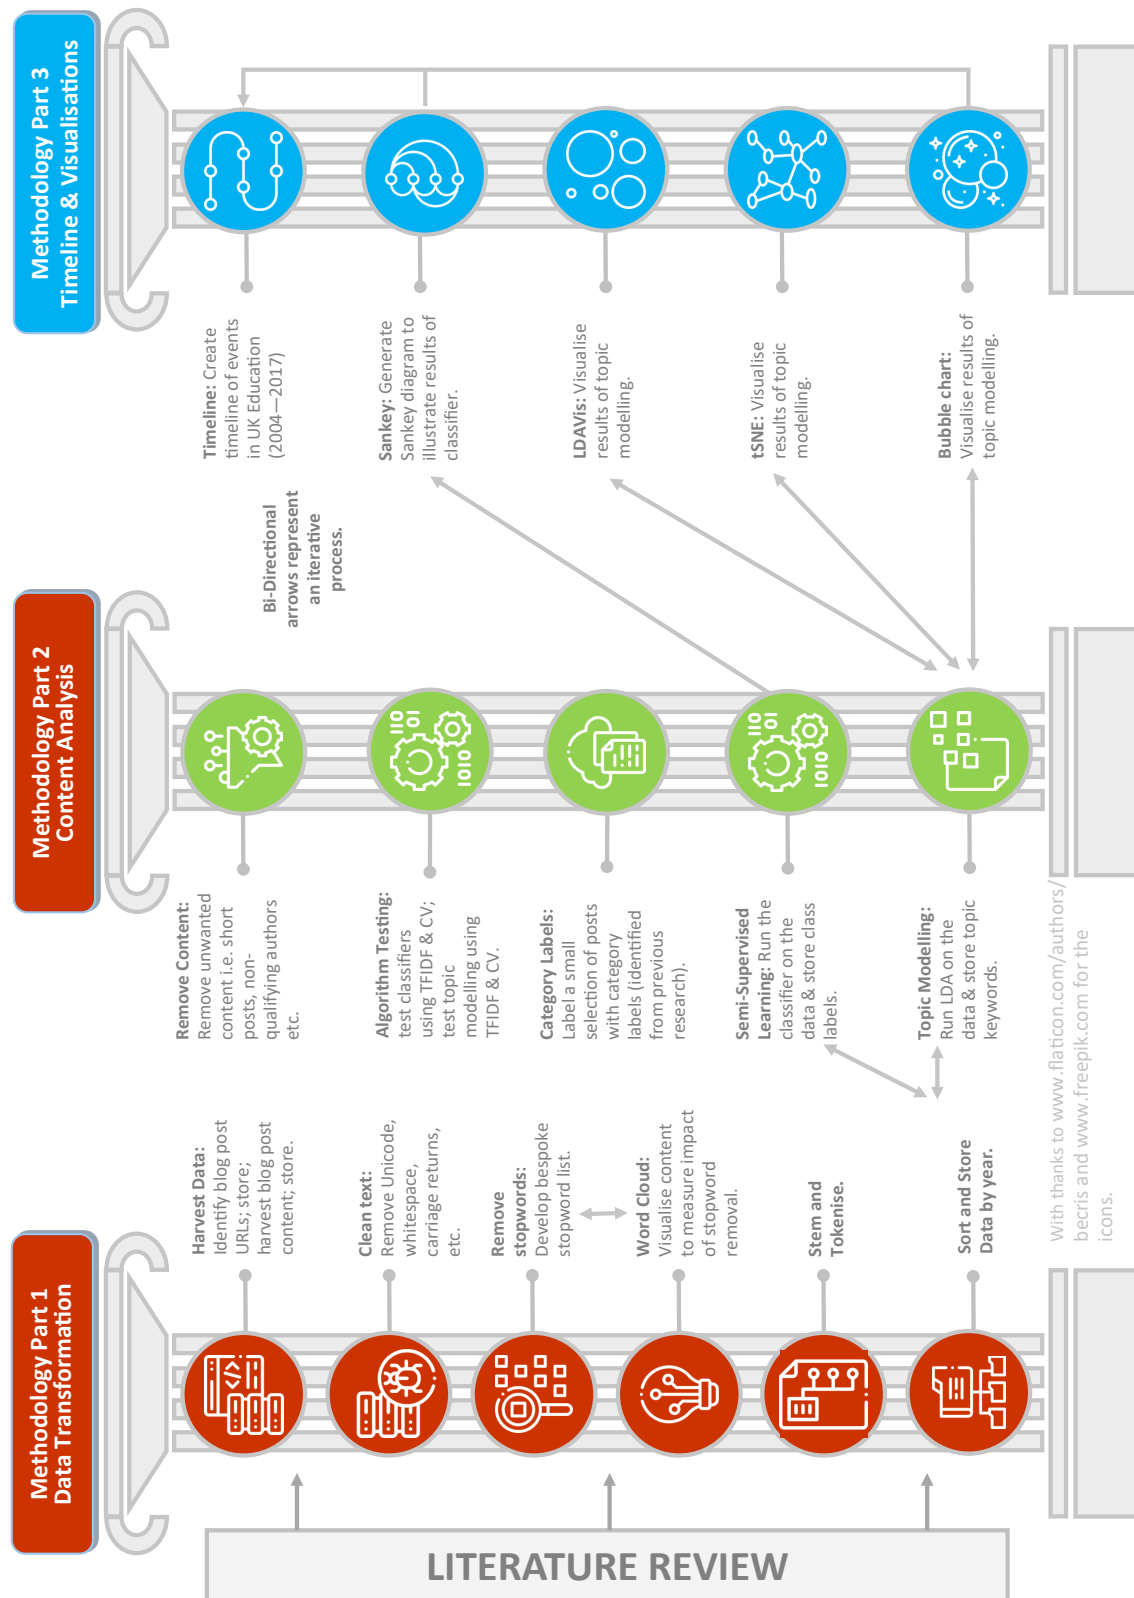 Methodology Part 1
Data Transformation
Harvest Data:
Identify blog post
URLs; store;
harvest blog post
content; store.
Clean text:
Remove Unicode,
whitespace,
carriage returns,
etc.
Remove
stopwords:
Develop bespoke
stopword list.
Word Cloud:
Visualise content
to measure impact
of stopword
removal.
Stem and
Tokenise.
Sort and Store
Data by year.
Methodology Part 2
Content Analysis
Remove Content:
Remove unwanted
content i.e. short
posts, non-
qualifying authors
etc.
Algorithm Testing:
test classifiers
using TFIDF & CV;
test topic
modelling using
TFIDF & CV.
Category Labels:
Label a small
selection of posts
with category
labels (identified
from previous
research).
Semi-Supervised
Learning: Run the
classifier on the
data & store class
labels.
Topic Modelling:
Run LDA on the
data & store topic
keywords.
110
01
1010
110
01
1010
Bi-Directional
arrows represent
an iterative
process.
Methodology Part 3
Timeline & Visualisations
Timeline: Create
timeline of events
in UK Education
(2004—2017)
Sankey: Generate
Sankey diagram to
illustrate results of
classifier.
LDAVis: Visualise
results of topic
modelling.
tSNE: Visualise
results of topic
modelling.
Bubble chart:
Visualise results of
topic modelling.
LITERATURE REVIEW
With thanks to www.flaticon.com/authors/
becris and www.freepik.com for the
icons.